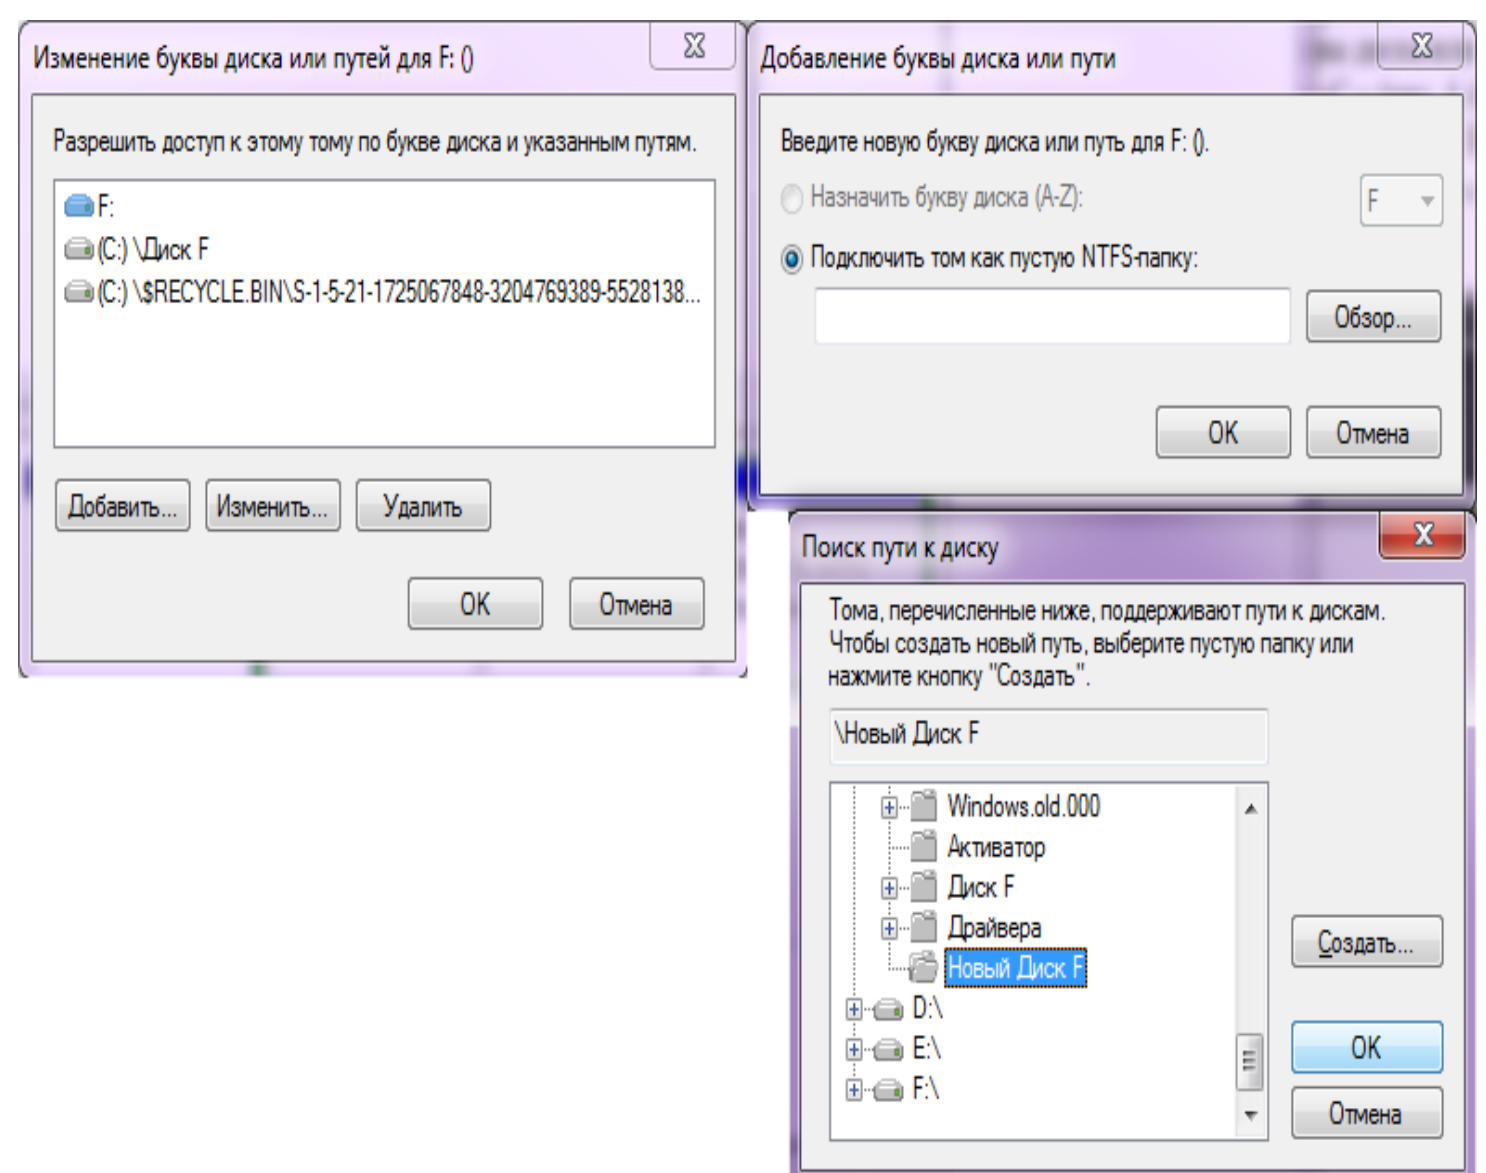 Изменение буквы диска или путей для F: ()
Разрешить доступ к этому тому по букве диска и указанным путям.
F:
(C:) \Диск F
(C:) \$RECYCLE.BIN\S-1-5-21-1725067848-3204769389-5528138...
Добавить...
Изменить...
Удалить
OK
Отмена
Добавление буквы диска или пути
Введите новую букву диска или путь для F: ().
Назначить букву диска (A-Z):
F
Подключить том как пустую NTFS-папку:
Обзор...
OK
Отмена
Поиск пути к диску
Тома, перечисленные ниже, поддерживают пути к дискам.
Чтобы создать новый путь, выберите пустую папку или
нажмите кнопку "Создать".
\Новый Диск F
Windows.old.000
Активатор
Диск F
Драйвера
Новый Диск F
D:\
E:\
F:\
Создать...
OK
Отмена